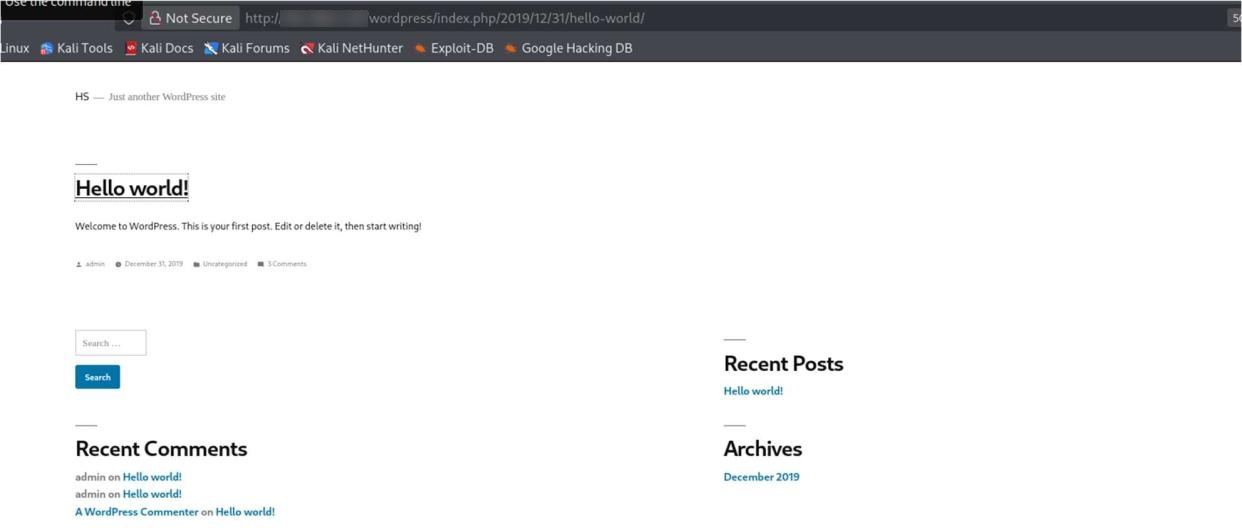 Use the command line
Not Secure http:// wordpress/index.php/2019/12/31/hello-world/ 50
Linux Kali Tools Kali Docs Kali Forums Kali NetHunter Exploit-DB Google Hacking DB
HS — Just another WordPress site
Hello world!
Welcome to WordPress. This is your first post. Edit or delete it, then start writing!
admin December 31, 2019 Uncategorized 3 Comments
Search …
Search
Recent Comments
admin on Hello world!
admin on Hello world!
A WordPress Commenter on Hello world!
Recent Posts
Hello world!
Archives
December 2019